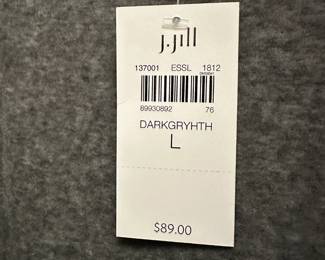 j.jill
137001 ESSL 1812
89930892 76
DARKGRYHTH
L
$89.00